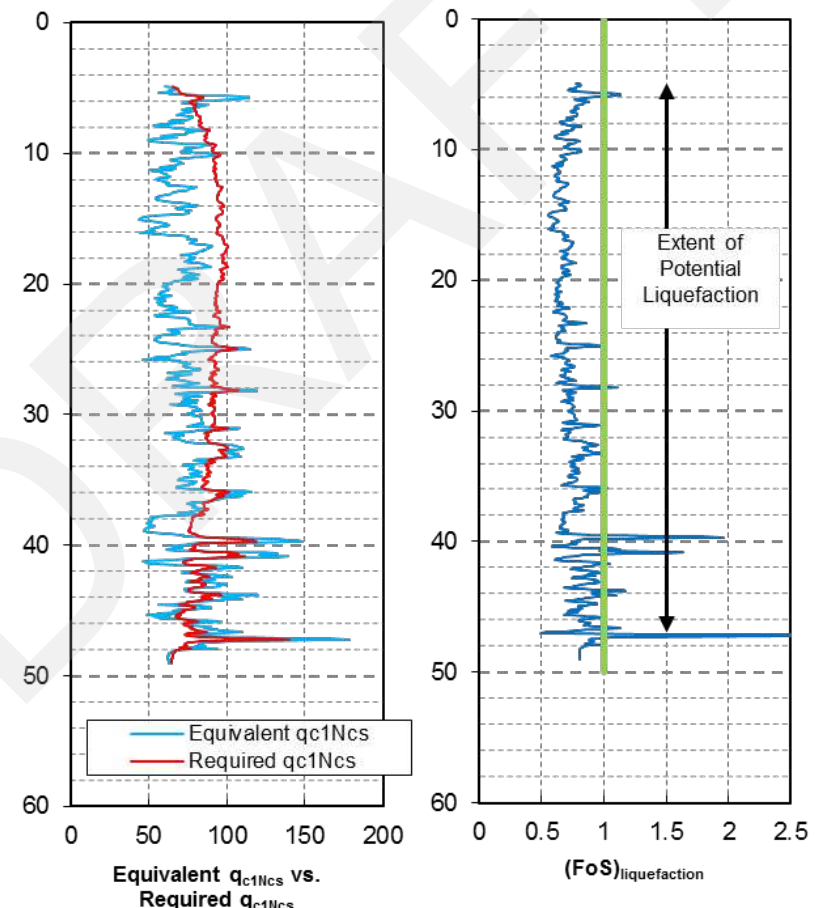 0
10
20
30
40
50
60
0 50 100 150 200
Equivalent qc1Ncs
Required qc1Ncs
Equivalent qc1Ncs vs.
Required qc1Ncs
0
10
20
30
40
50
60
0 0.5 1 1.5 2 2.5
Extent of
Potential
Liquefaction
(FoS)liquefaction
DRAF